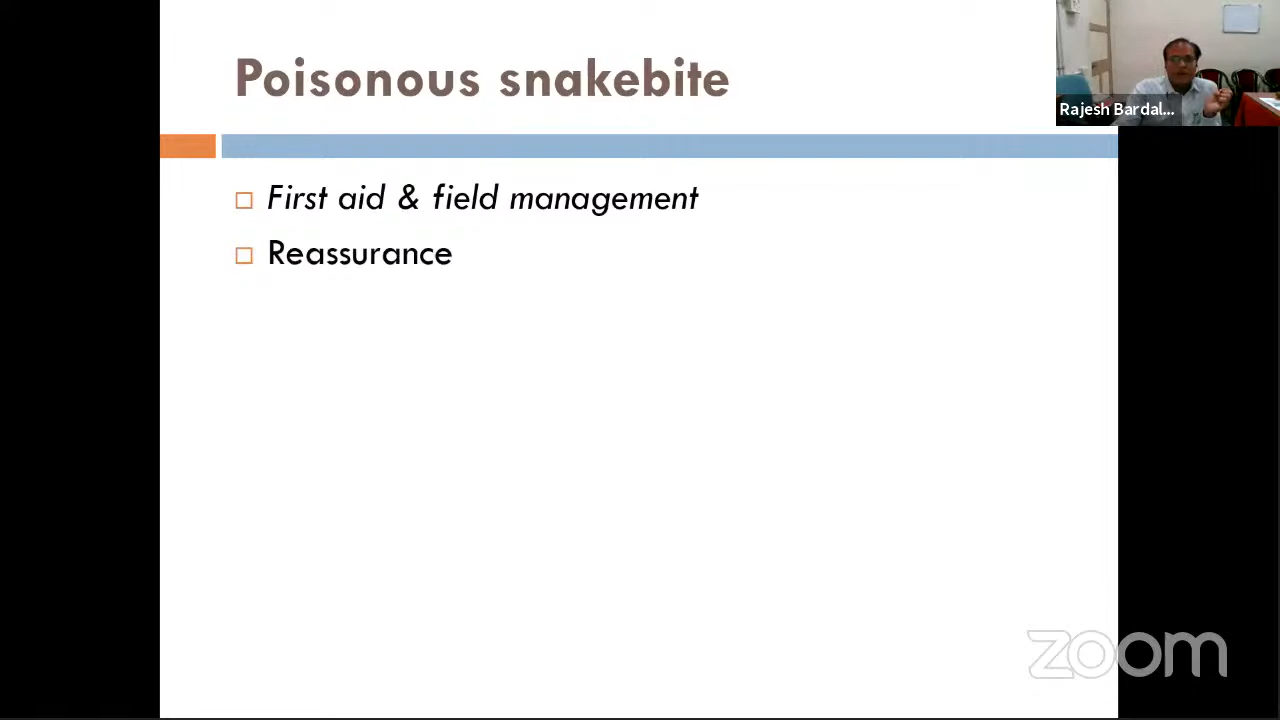 Poisonous snakebite
Rajesh Bardal...
First aid & field management
Reassurance
zoom